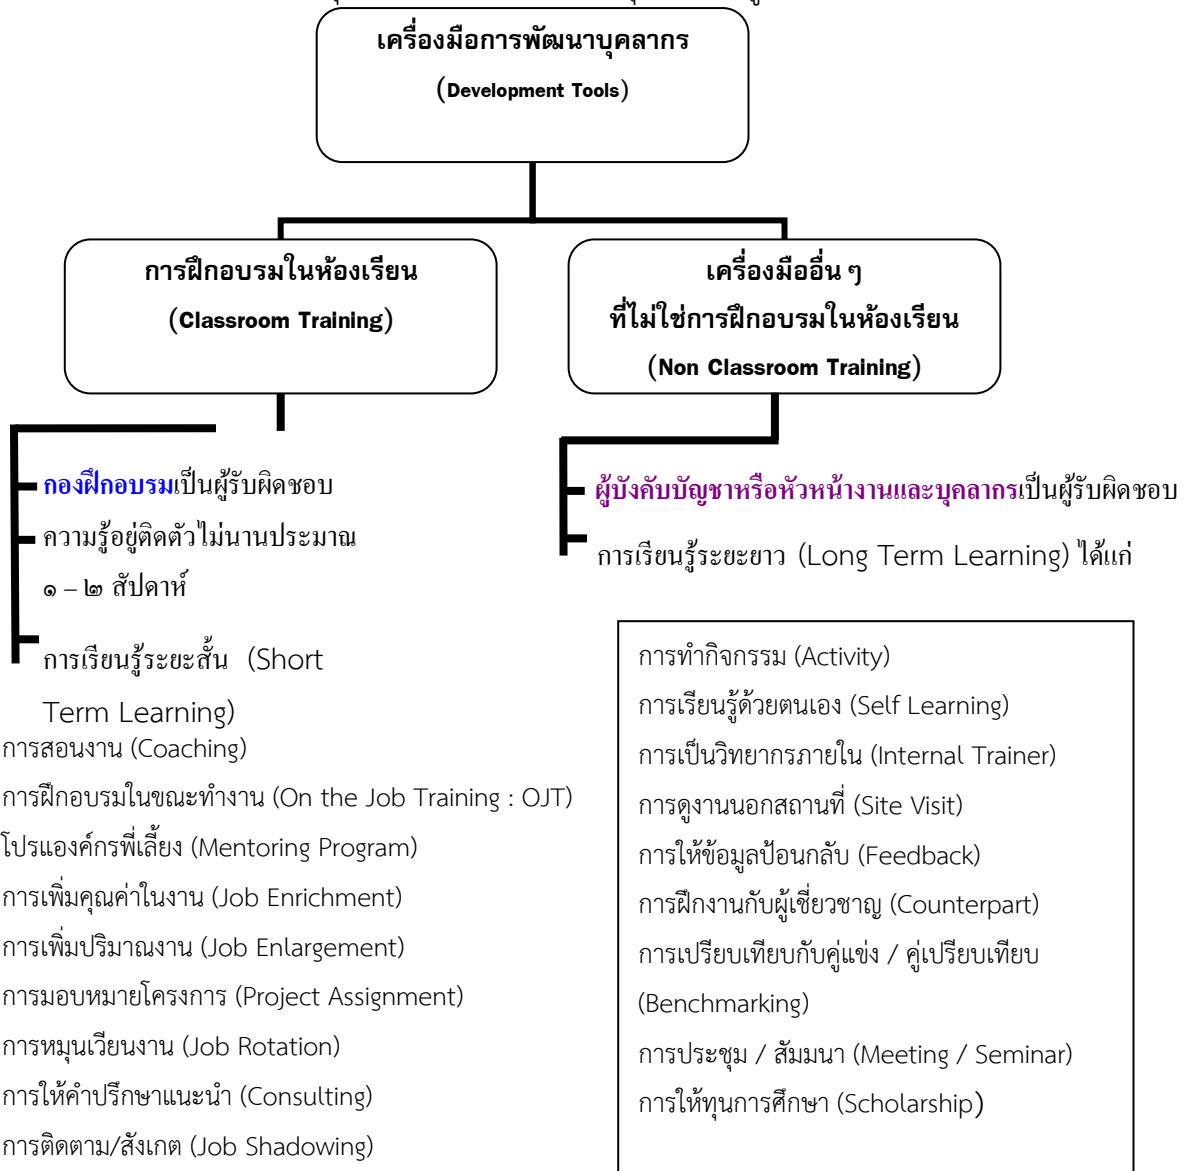 เครื่องมือการพัฒนาบุคลากร
(Development Tools)
การฝึกอบรมในห้องเรียน
(Classroom Training)
เครื่องมืออื่น ๆ
ที่ไม่ใช่การฝึกอบรมในห้องเรียน
(Non Classroom Training)
กองฝึกอบรมเป็นผู้รับผิดชอบ
ความรู้อยู่ติดตัวไม่นานประมาณ
๑ – ๒ สัปดาห์
การเรียนรู้ระยะสั้น (Short
Term Learning)
ผู้บังคับบัญชาหรือหัวหน้างานและบุคลากรเป็นผู้รับผิดชอบ
การเรียนรู้ระยะยาว (Long Term Learning) ได้แก่
การสอนงาน (Coaching)
การฝึกอบรมในขณะทำงาน (On the Job Training : OJT)
โปรแองค์กรพี่เลี้ยง (Mentoring Program)
การเพิ่มคุณค่าในงาน (Job Enrichment)
การเพิ่มปริมาณงาน (Job Enlargement)
การมอบหมายโครงการ (Project Assignment)
การหมุนเวียนงาน (Job Rotation)
การให้คำปรึกษาแนะนำ (Consulting)
การติดตาม/สังเกต (Job Shadowing)
การทำกิจกรรม (Activity)
การเรียนรู้ด้วยตนเอง (Self Learning)
การเป็นวิทยากรภายใน (Internal Trainer)
การดูงานนอกสถานที่ (Site Visit)
การให้ข้อมูลป้อนกลับ (Feedback)
การฝึกงานกับผู้เชี่ยวชาญ (Counterpart)
การเปรียบเทียบกับคู่แข่ง / คู่เปรียบเทียบ
(Benchmarking)
การประชุม / สัมมนา (Meeting / Seminar)
การให้ทุนการศึกษา (Scholarship)